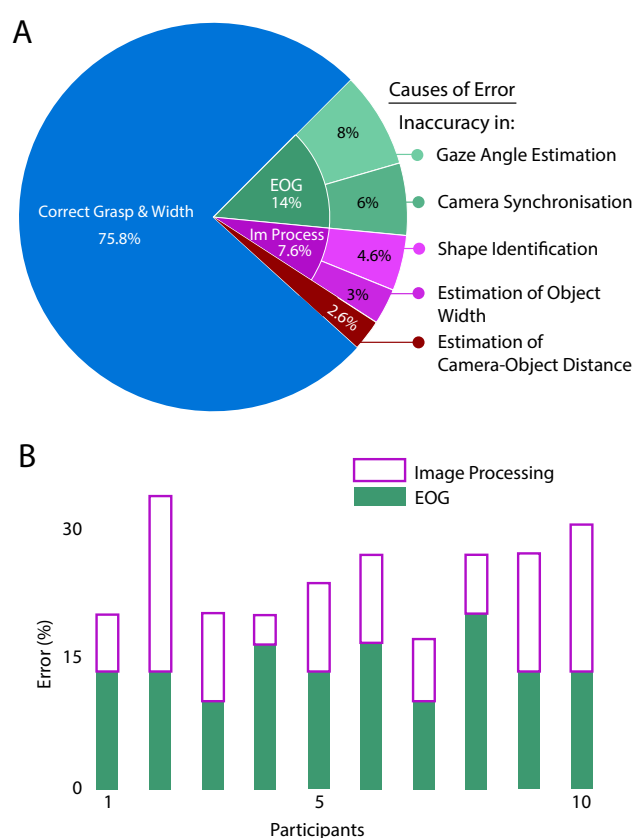 A
Causes of Error
Inaccuracy in:
8%
Gaze Angle Estimation
EOG
14%
6%
Camera Synchronisation
Correct Grasp & Width
75.8%
Im Process
7.6%
4.6%
Shape Identification
3%
Estimation of Object
Width
2.6%
Estimation of
Camera-Object Distance
B
Image Processing
EOG
30
15
0
Error (%)
1
5
10
Participants